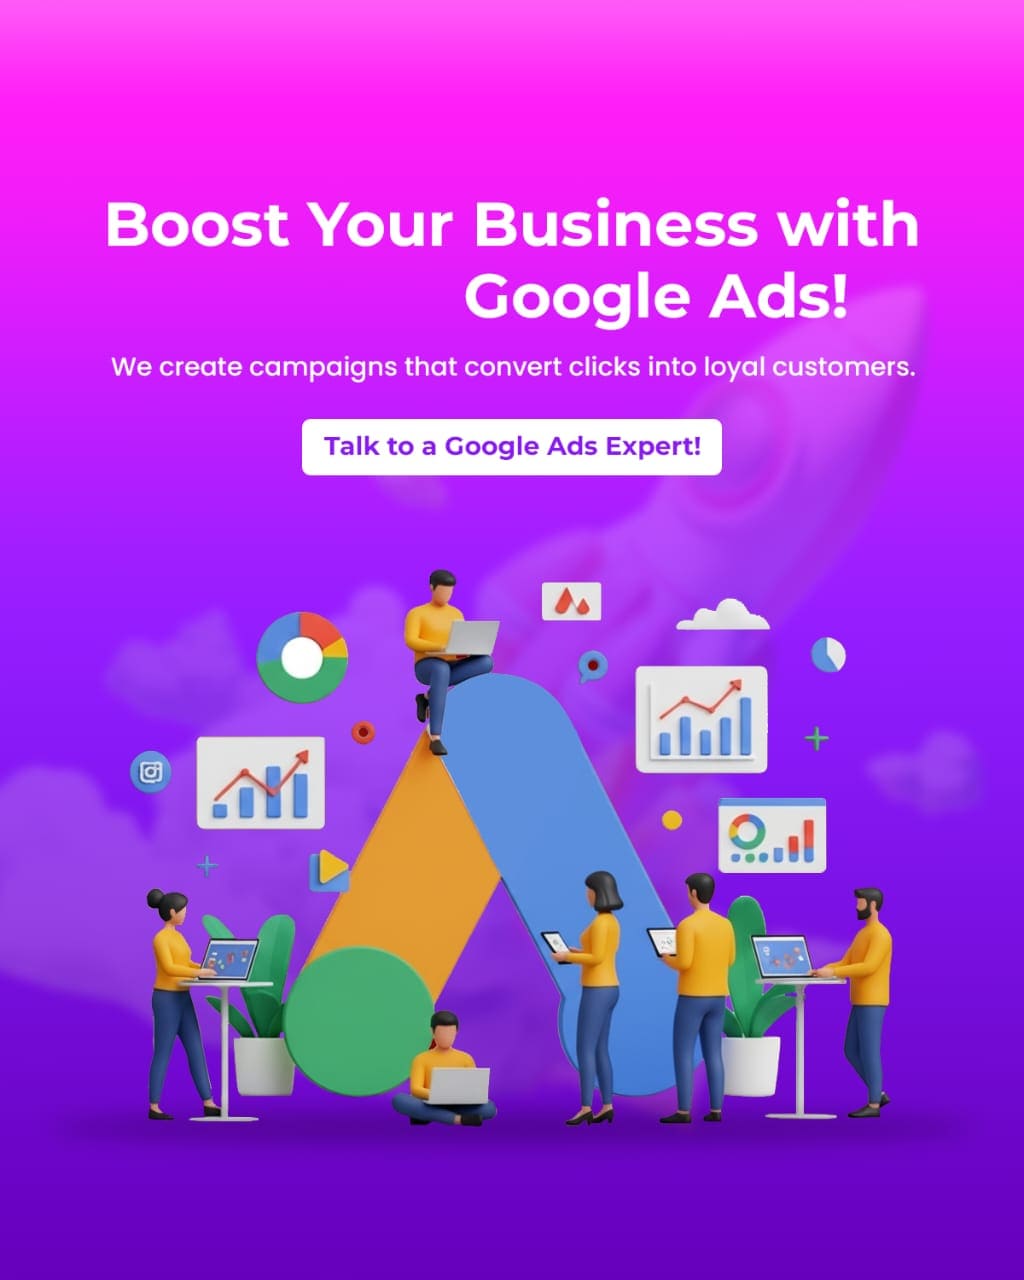 Boost Your Business with
Google Ads!
We create campaigns that convert clicks into loyal customers.
Talk to a Google Ads Expert!